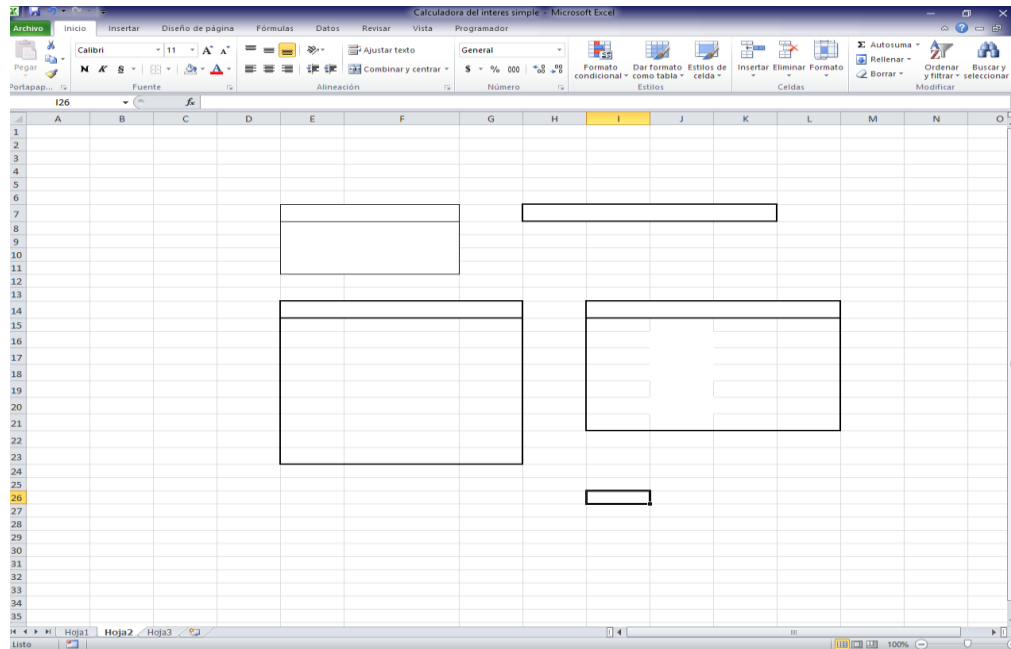 Calculadora del interes simple - Microsoft Excel
Archivo Inicio Insertar Diseño de página Fórmulas Datos Revisar Vista Programador
Pegar
Calibri 11 A A
N K S A
Ajustar texto
Combinar y centrar
General
$ % 000
Formato condicional
Dar formato como tabla
Estilos de celda
Insertar Eliminar Formato
Σ Autosuma
Rellenar
Borrar
Ordenar y filtrar
Buscar y seleccionar
Portapap... Fuente Alineación Número Estilos Celdas Modificar
I26 fx
A B C D E F G H I J K L M N O
1
2
3
4
5
6
7
8
9
10
11
12
13
14
15
16
17
18
19
20
21
22
23
24
25
26
27
28
29
30
31
32
33
34
35
Hoja1 Hoja2 Hoja3
Listo 100%